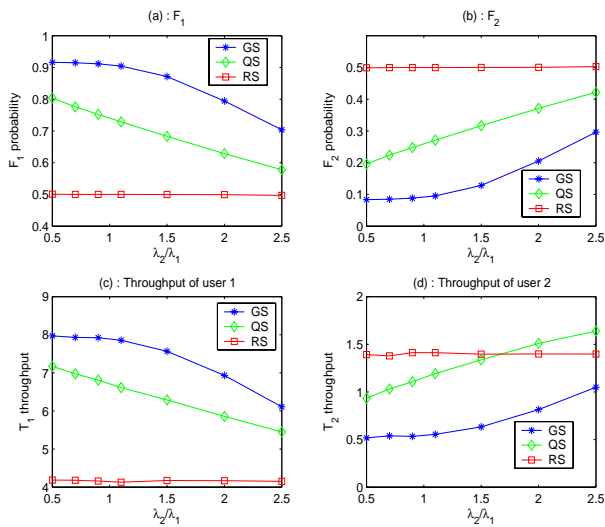 (a) : F₁
1
0.9
0.8
0.7
0.6
0.5
0.4
F₁ probability
GS
QS
RS
0.5 1 1.5 2 2.5
λ₂/λ₁
(b) : F₂
0.6
0.5
0.4
0.3
0.2
0.1
0
F₂ probability
GS
QS
RS
0.5 1 1.5 2 2.5
λ₂/λ₁
(c) : Throughput of user 1
9
8
7
6
5
4
T₁ throughput
GS
QS
RS
0.5 1 1.5 2 2.5
λ₂/λ₁
(d) : Throughput of user 2
2
1.5
1
0.5
0
T₂ throughput
GS
QS
RS
0.5 1 1.5 2 2.5
λ₂/λ₁